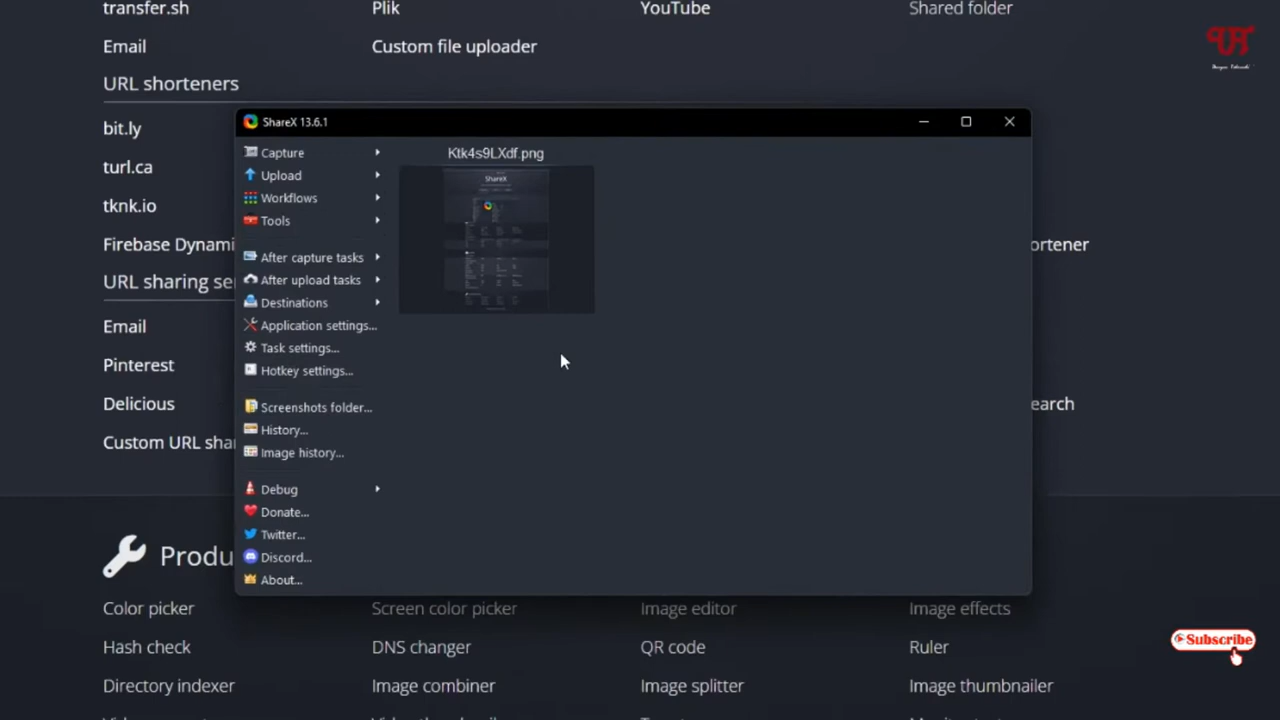 transfer.sh
Plik
YouTube
Shared folder
Email
Custom file uploader
URL shorteners
bit.ly
turl.ca
tknk.io
Firebase Dynami
ortener
URL sharing se
Email
Pinterest
Delicious
earch
Custom URL sha
ShareX 13.6.1
Capture
Upload
Workflows
Tools
After capture tasks
After upload tasks
Destinations
Application settings...
Task settings...
Hotkey settings...
Screenshots folder...
History...
Image history...
Debug
Donate...
Twitter...
Discord...
About...
Ktk4s9LXdf.png
ShareX
Produ
Color picker
Screen color picker
Image editor
Image effects
Hash check
DNS changer
QR code
Ruler
Directory indexer
Image combiner
Image splitter
Image thumbnailer
Subscribe